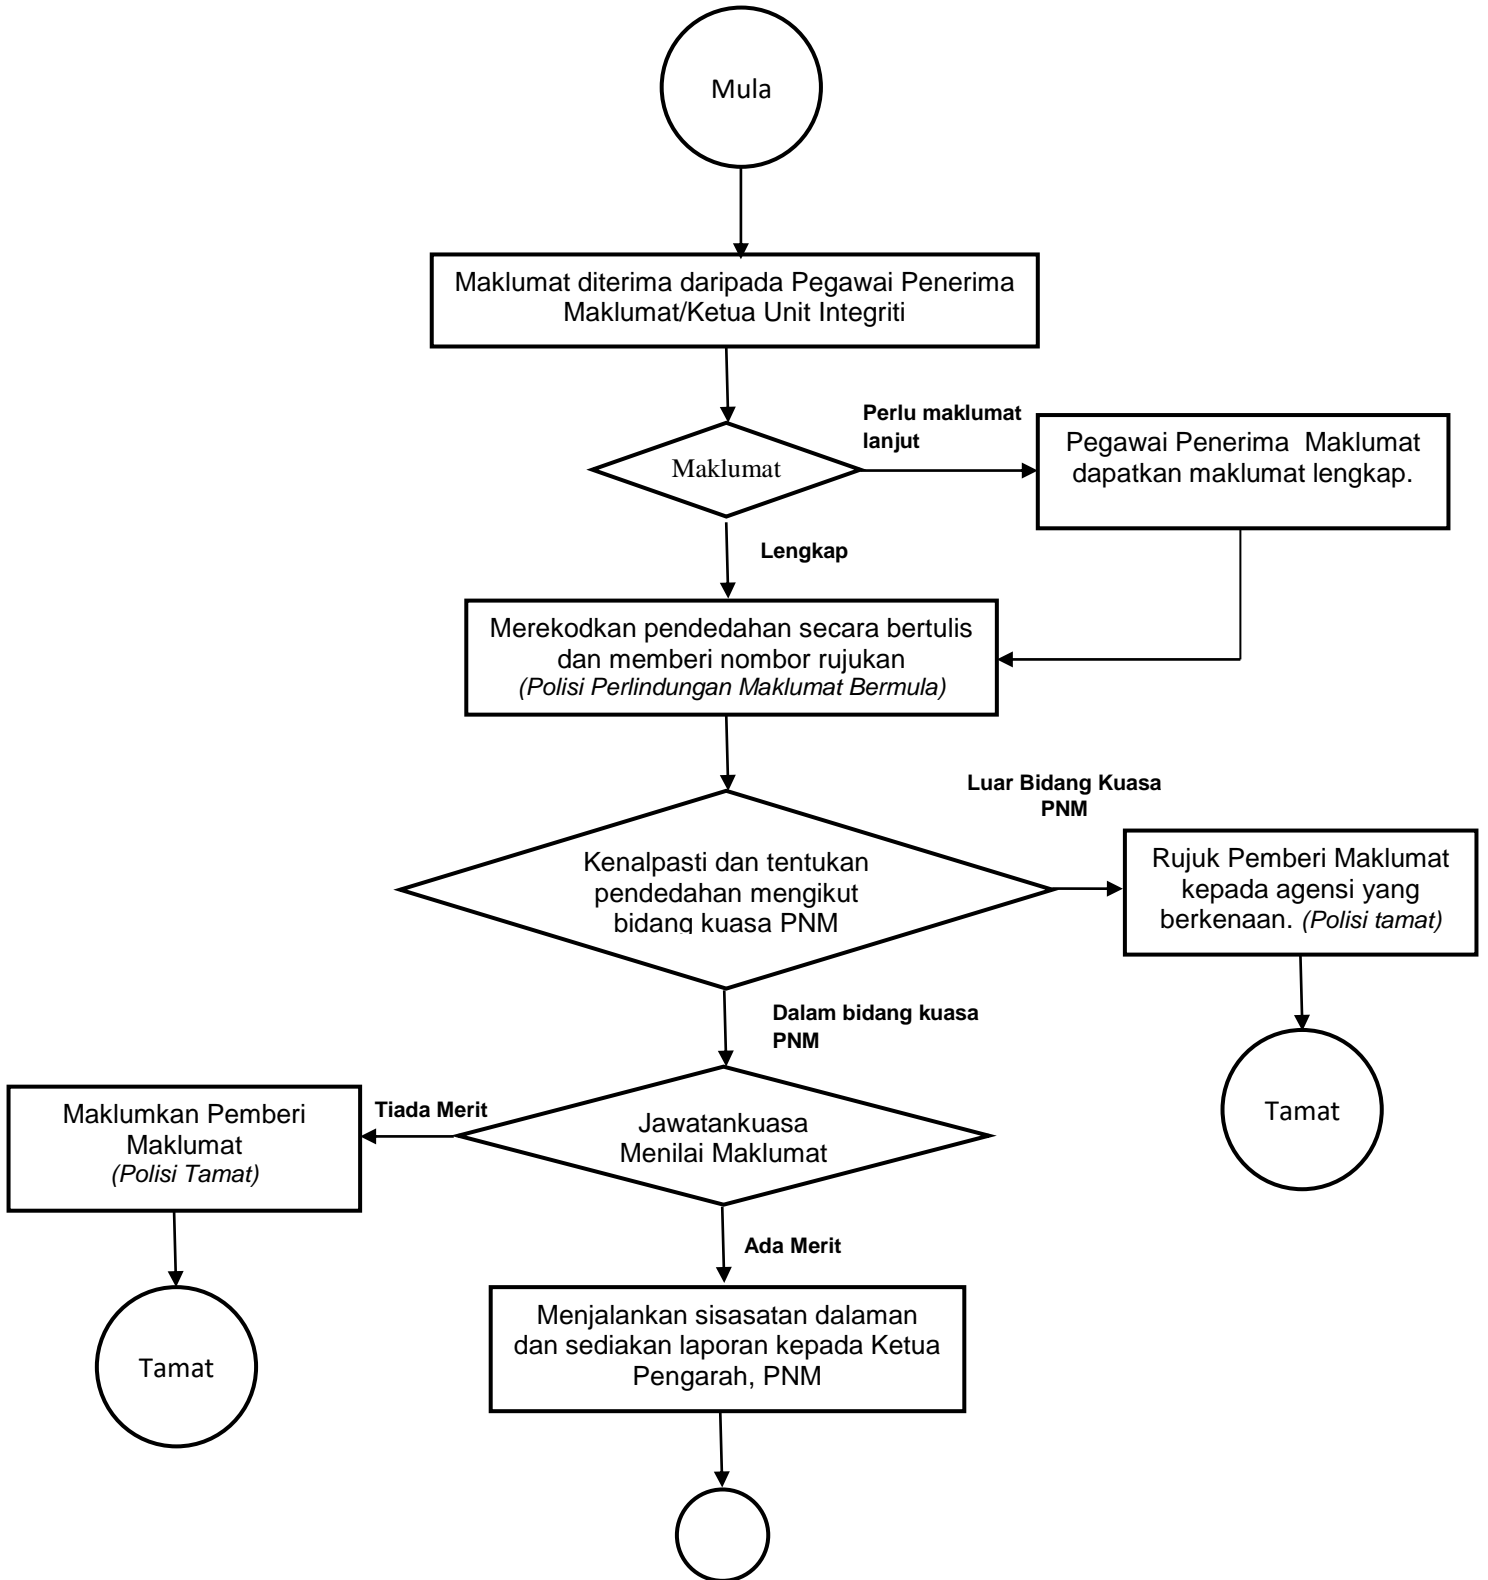 Mula
Maklumat diterima daripada Pegawai Penerima
Maklumat/Ketua Unit Integriti
Perlu maklumat
lanjut
Maklumat
Pegawai Penerima  Maklumat
dapatkan maklumat lengkap.
Lengkap
Merekodkan pendedahan secara bertulis
dan memberi nombor rujukan
(Polisi Perlindungan Maklumat Bermula)
Luar Bidang Kuasa
PNM
Kenalpasti dan tentukan
pendedahan mengikut
bidang kuasa PNM
Rujuk Pemberi Maklumat
kepada agensi yang
berkenaan. (Polisi tamat)
Dalam bidang kuasa
PNM
Tamat
Tiada Merit
Maklumkan Pemberi
Maklumat
(Polisi Tamat)
Jawatankuasa
Menilai Maklumat
Ada Merit
Menjalankan sisasatan dalaman
dan sediakan laporan kepada Ketua
Pengarah, PNM
Tamat